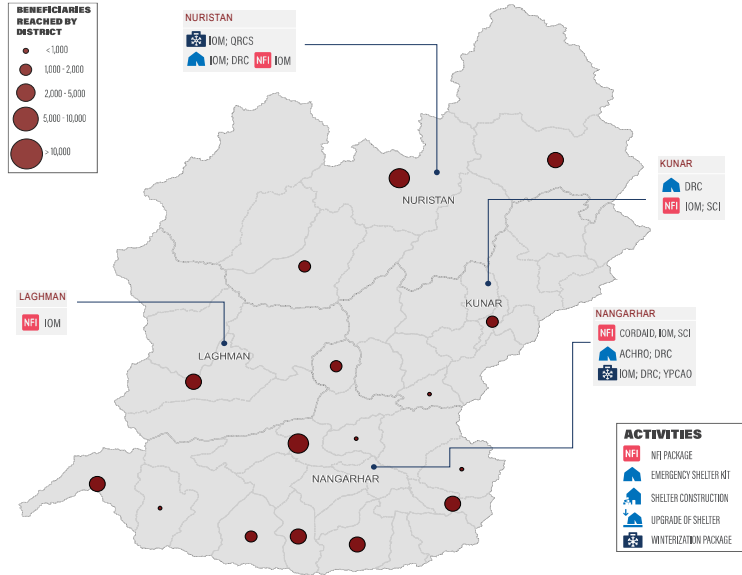 BENEFICIARIES
REACHED BY
DISTRICT
<1,000
1,000 - 2,000
2,000 - 5,000
5,000 - 10,000
> 10,000
NURISTAN
IOM; QRCS
IOM; DRC NFI IOM
KUNAR
DRC
NFI IOM; SCI
NURISTAN
LAGHMAN
NFI IOM
KUNAR
NANGARHAR
NFI CORDAID, IOM, SCI
ACHRO; DRC
IOM; DRC; YPCAO
LAGHMAN
NANGARHAR
ACTIVITIES
NFI NFI PACKAGE
EMERGENCY SHELTER KIT
SHELTER CONSTRUCTION
UPGRADE OF SHELTER
WINTERIZATION PACKAGE